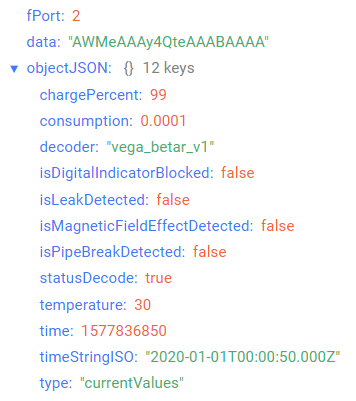 fPort: 2
data: "AWMeAAAy4QteAAABAAAA"
▼ objectJSON: {} 12 keys
chargePercent: 99
consumption: 0.0001
decoder: "vega_betar_v1"
isDigitalIndicatorBlocked: false
isLeakDetected: false
isMagneticFieldEffectDetected: false
isPipeBreakDetected: false
statusDecode: true
temperature: 30
time: 1577836850
timeStringISO: "2020-01-01T00:00:50.000Z"
type: "currentValues"